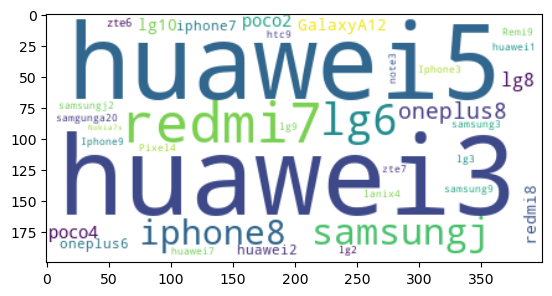 0
25
50
75
100
125
150
175
zte6 lg10 iphone7 poco2 GalaxyA12
htc9
Remi9
huawei1
huawei5
note3
Iphone3
lg8
samsungj2
samgunga20
Nokia7s
redmi7
lg9
lg6
oneplus8
samsung3
Iphone9
Pixel4
huawei3
zte7
lg3
lanix4
samsung9
redmi8
poco4
oneplus6
iphone8
samsungj
huawei7
huawei2
lg2
0 50 100 150 200 250 300 350